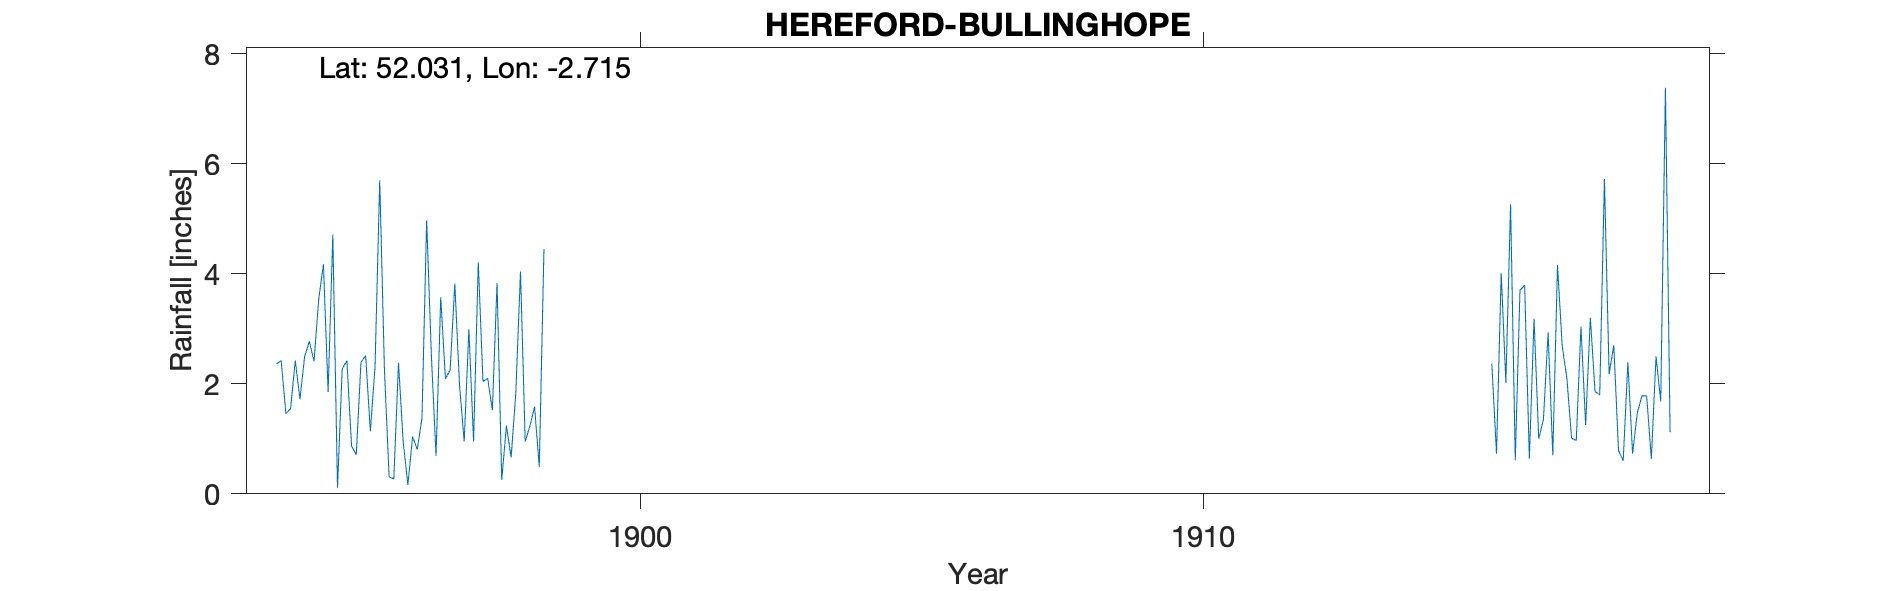 HEREFORD-BULLINGHOPE
Lat: 52.031, Lon: -2.715
8
6
4
2
0
Rainfall [inches]
1900
1910
Year